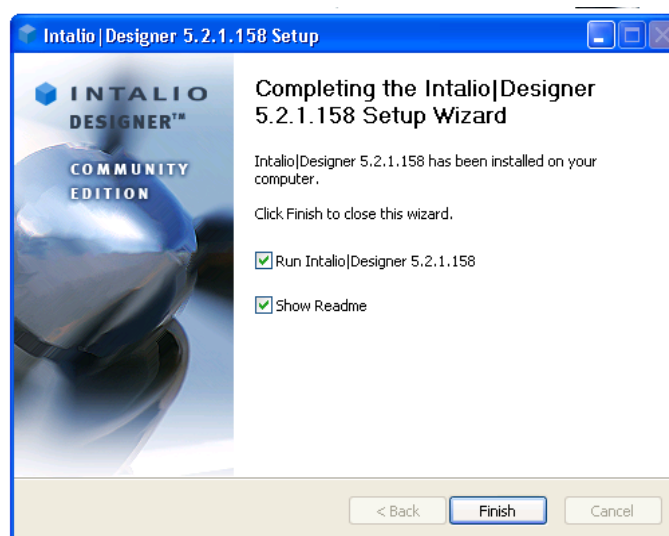 Intalio|Designer 5.2.1.158 Setup
INTALIO
DESIGNER™
COMMUNITY
EDITION
Completing the Intalio|Designer
5.2.1.158 Setup Wizard
Intalio|Designer 5.2.1.158 has been installed on your
computer.
Click Finish to close this wizard.
Run Intalio|Designer 5.2.1.158
Show Readme
< Back
Finish
Cancel